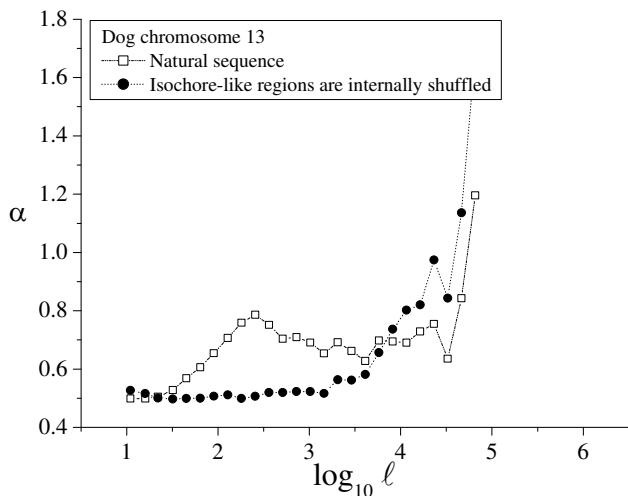 1.8
Dog chromosome 13
Natural sequence
1.6
Isochore-like regions are internally shuffled
1.4
1.2
α
1.0
0.8
0.6
0.4
1 2 3 4 5 6
log₁₀ ℓ